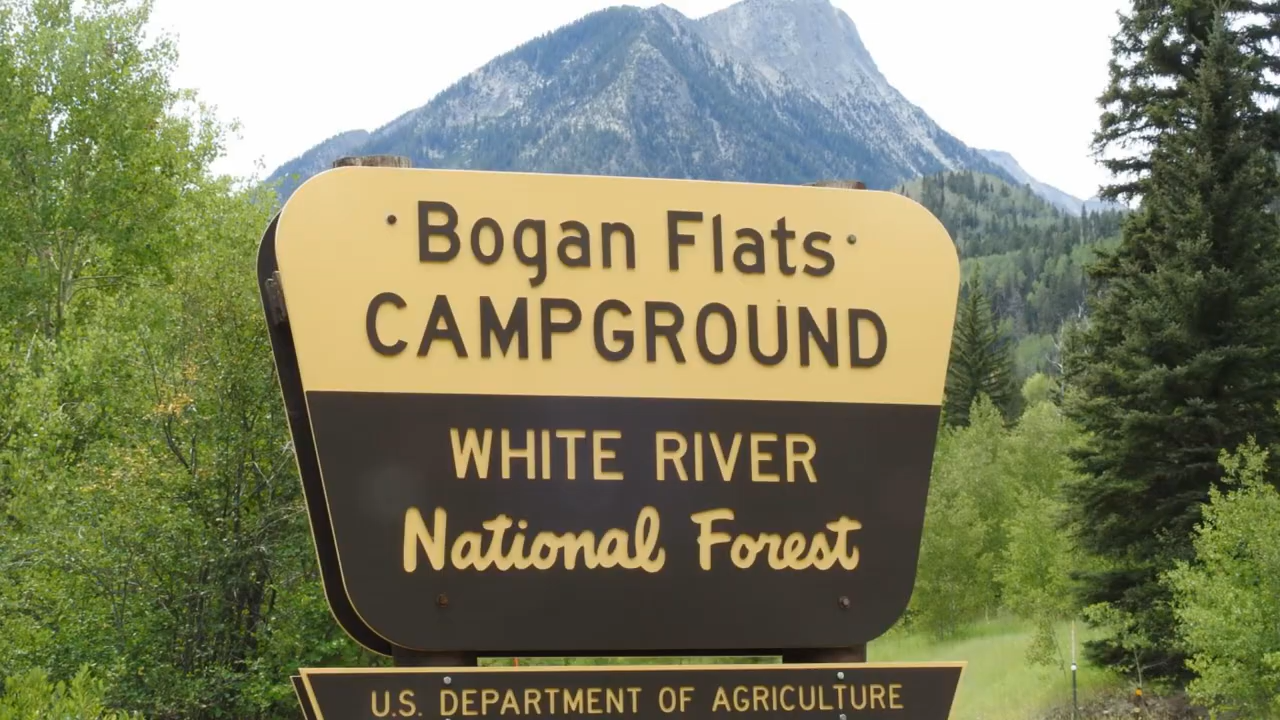 Bogan Flats
CAMPGROUND
WHITE RIVER
National Forest
U.S. DEPARTMENT OF AGRICULTURE